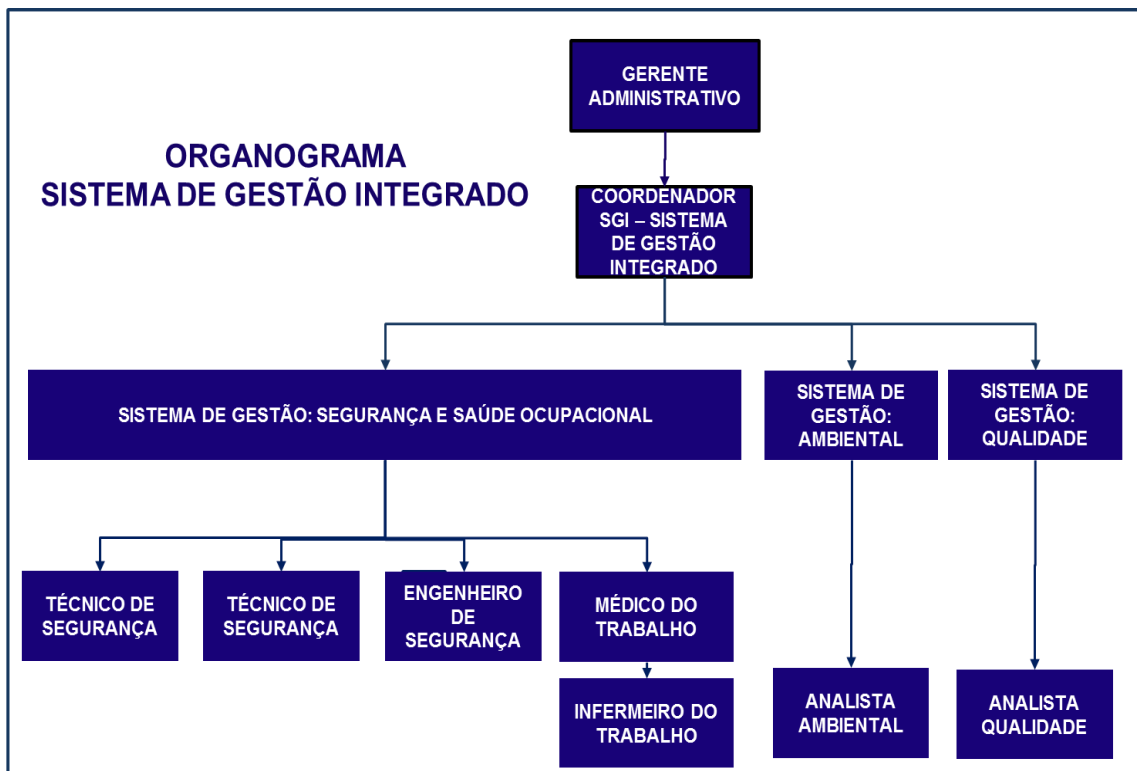 GERENTE
ADMINISTRATIVO
ORGANOGRAMA
SISTEMA DE GESTÃO INTEGRADO
COORDENADOR
SGI – SISTEMA
DE GESTÃO
INTEGRADO
SISTEMA DE GESTÃO: SEGURANÇA E SAÚDE OCUPACIONAL
SISTEMA DE
GESTÃO:
AMBIENTAL
SISTEMA DE
GESTÃO:
QUALIDADE
TÉCNICO DE
SEGURANÇA
TÉCNICO DE
SEGURANÇA
ENGENHEIRO
DE
SEGURANÇA
MÉDICO DO
TRABALHO
INFERMEIRO DO
TRABALHO
ANALISTA
AMBIENTAL
ANALISTA
QUALIDADE